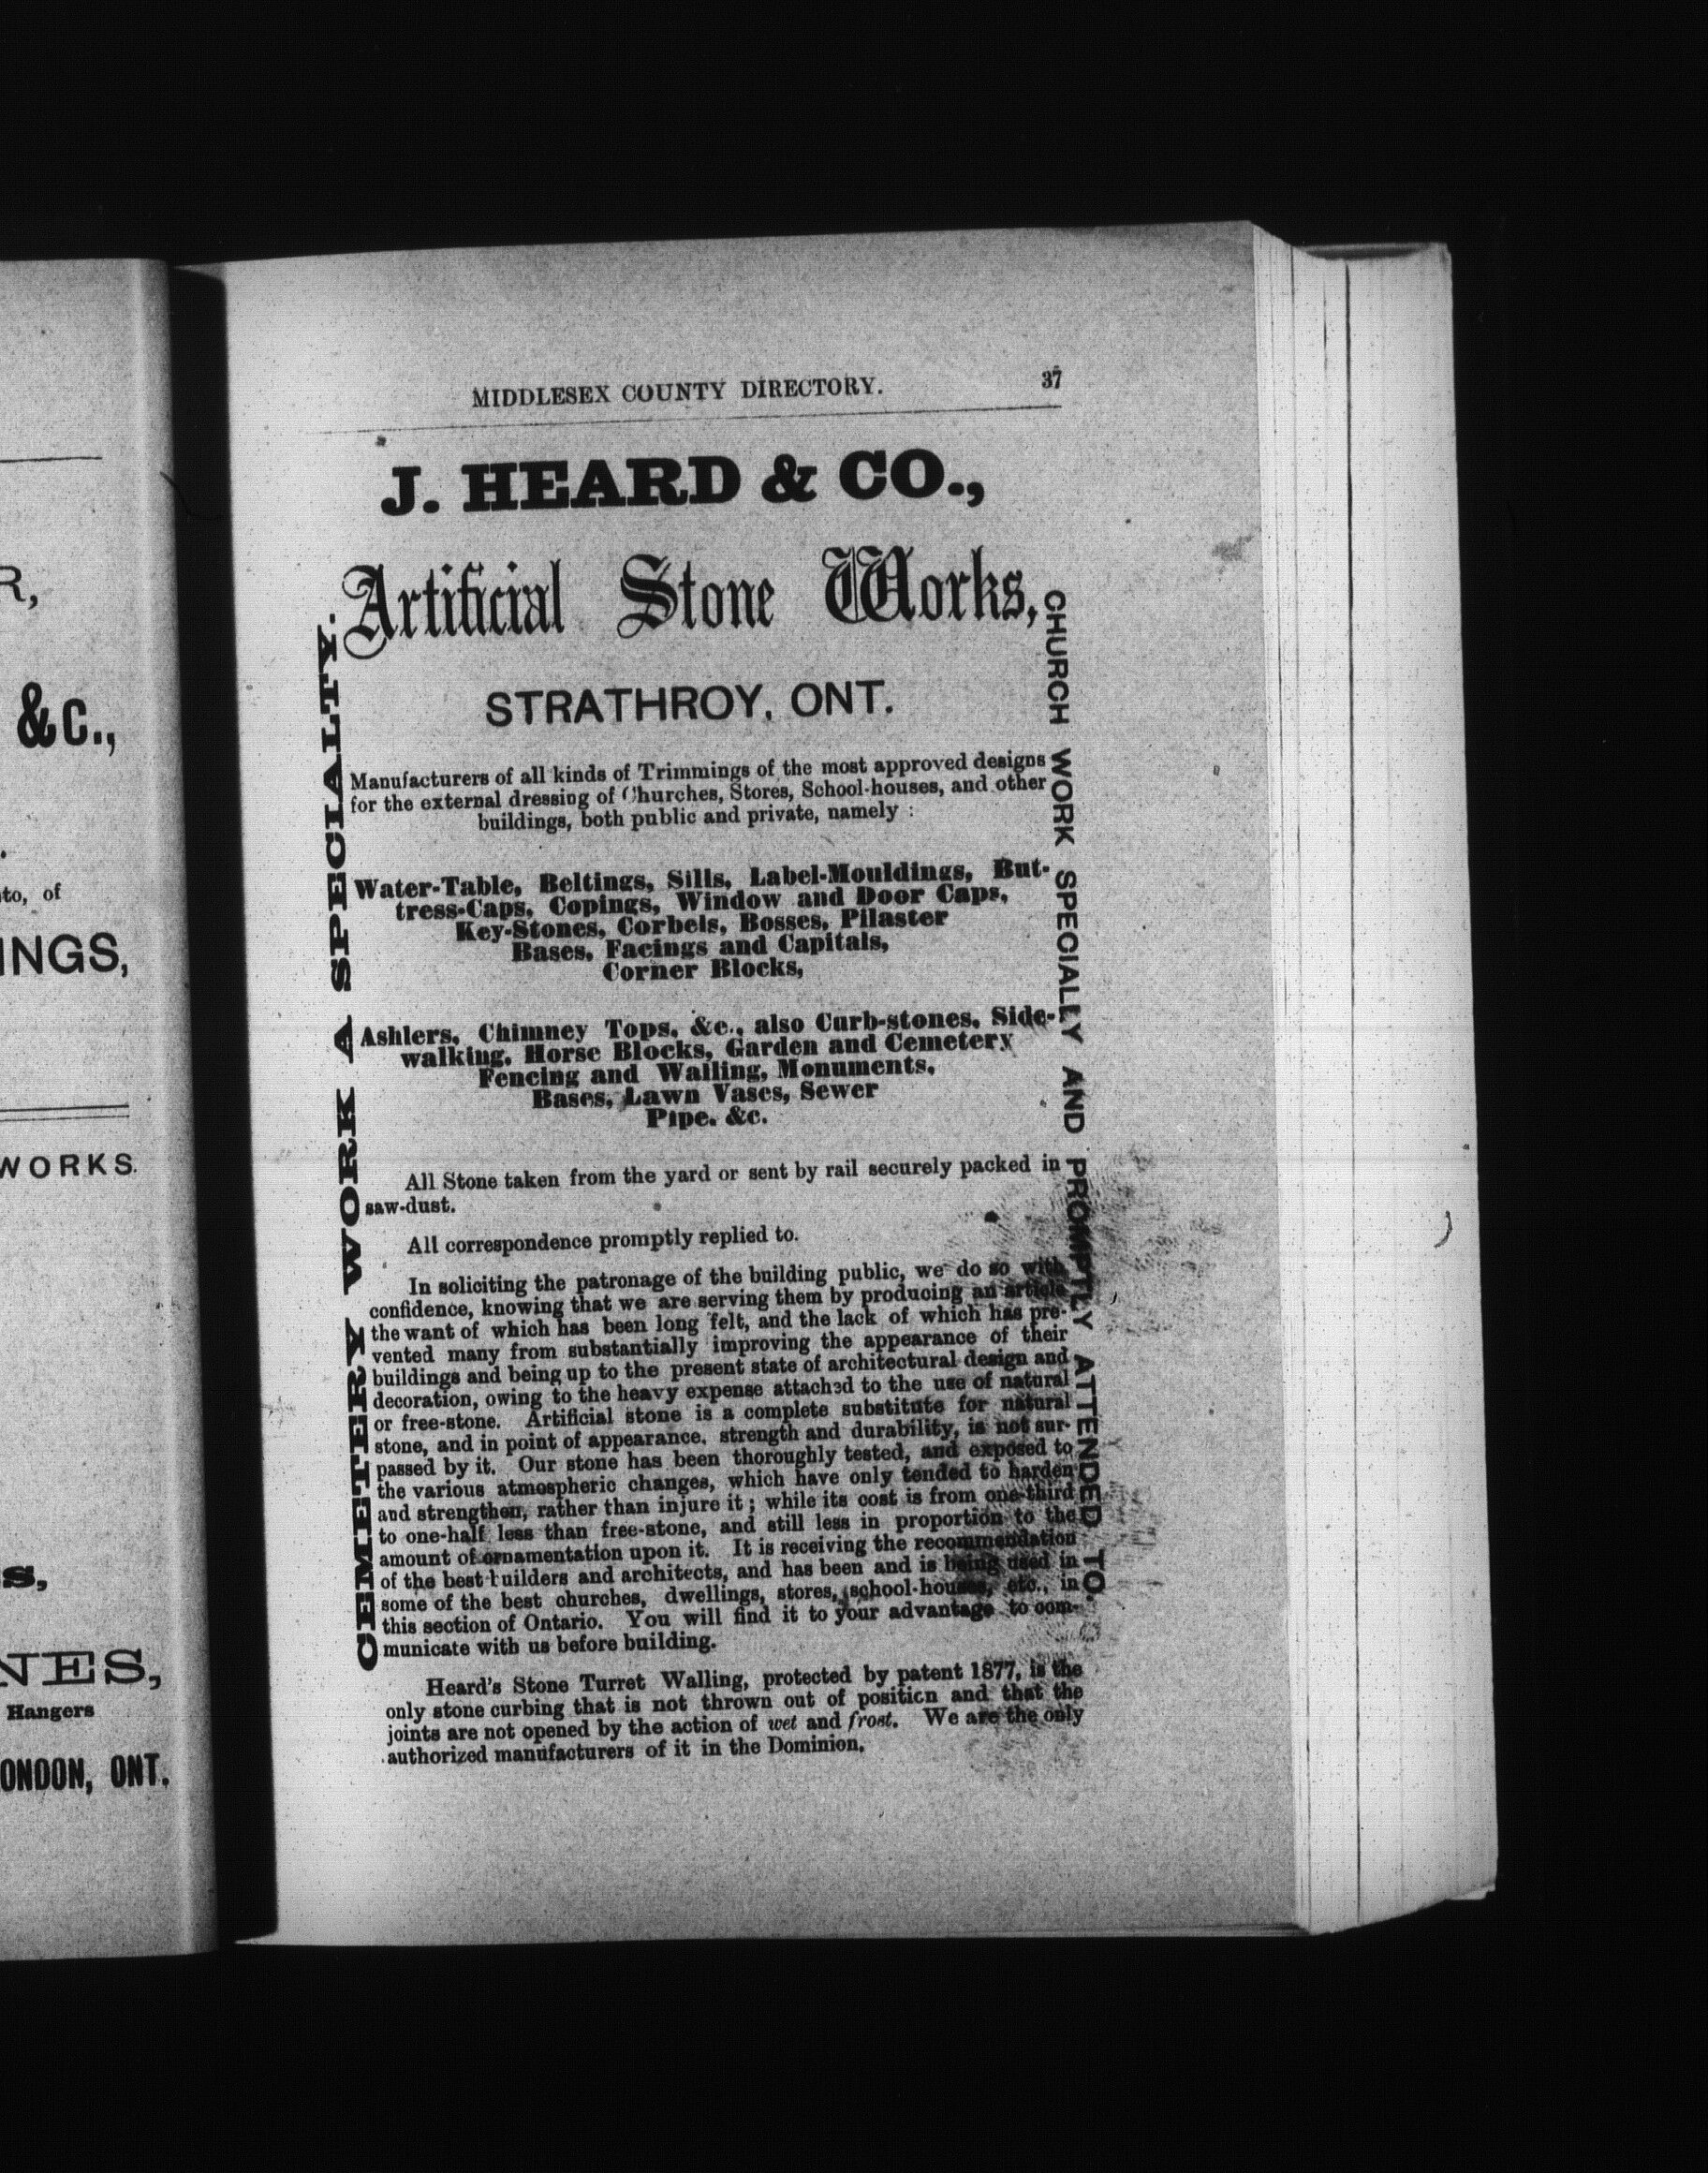 R,
&c.,
to, of
INGS,
WORKS.
s,
NES,
Hangers
ONDON, ONT.
MIDDLESEX COUNTY DIRECTORY. 37
J. HEARD & CO.,
Artificial Stone Works,
STRATHROY, ONT.
CEMETERY WORK A SPECIALTY.
CHURCH WORK SPECIALLY AND PROMPTLY ATTENDED TO.
Manufacturers of all kinds of Trimmings of the most approved designs
for the external dressing of Churches, Stores, School-houses, and other
buildings, both public and private, namely :
Water-Table, Beltings, Sills, Label-Mouldings, But-
tress-Caps, Copings, Window and Door Caps,
Key-Stones, Corbels, Bosses, Pilaster
Bases, Facings and Capitals,
Corner Blocks,
Ashlers, Chimney Tops, &c., also Curb-stones, Side-
walking, Horse Blocks, Garden and Cemetery
Fencing and Walling, Monuments,
Bases, Lawn Vases, Sewer
Pipe, &c.
All Stone taken from the yard or sent by rail securely packed in
saw-dust.
All correspondence promptly replied to.
In soliciting the patronage of the building public, we do so with
confidence, knowing that we are serving them by producing an article
the want of which has been long felt, and the lack of which has pre-
vented many from substantially improving the appearance of their
buildings and being up to the present state of architectural design and
decoration, owing to the heavy expense attached to the use of natural
or free-stone. Artificial stone is a complete substitute for natural
stone, and in point of appearance, strength and durability, is not sur-
passed by it. Our stone has been thoroughly tested, and exposed to
the various atmospheric changes, which have only tended to harden
and strengthen, rather than injure it ; while its cost is from one-third
to one-half less than free-stone, and still less in proportion to the
amount of ornamentation upon it. It is receiving the recommendation
of the best builders and architects, and has been and is being used in
some of the best churches, dwellings, stores, school-houses, etc., in
this section of Ontario. You will find it to your advantage to com-
municate with us before building.
Heard's Stone Turret Walling, protected by patent 1877, is the
only stone curbing that is not thrown out of position and that the
joints are not opened by the action of wet and frost. We are the only
authorized manufacturers of it in the Dominion.